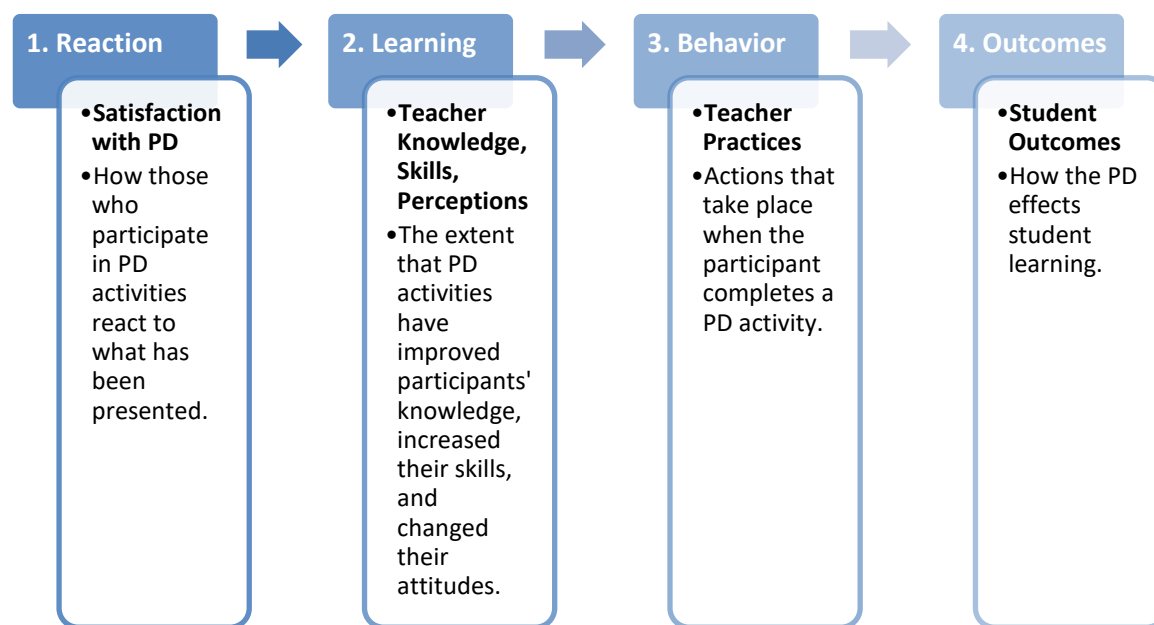 1. Reaction
•Satisfaction
with PD
•How those
who
participate
in PD
activities
react to
what has
been
presented.
2. Learning
•Teacher
Knowledge,
Skills,
Perceptions
•The extent
that PD
activities
have
improved
participants'
knowledge,
increased
their skills,
and
changed
their
attitudes.
3. Behavior
•Teacher
Practices
•Actions that
take place
when the
participant
completes a
PD activity.
4. Outcomes
•Student
Outcomes
•How the PD
effects
student
learning.